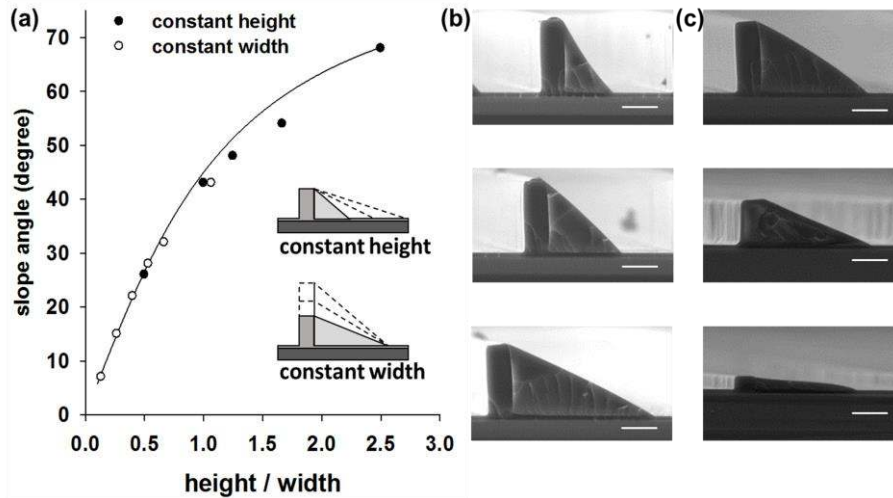 (a)
constant height
constant width
70
60
50
40
30
20
10
0
slope angle (degree)
0.0 0.5 1.0 1.5 2.0 2.5 3.0
height / width
constant height
constant width
(b)
(c)